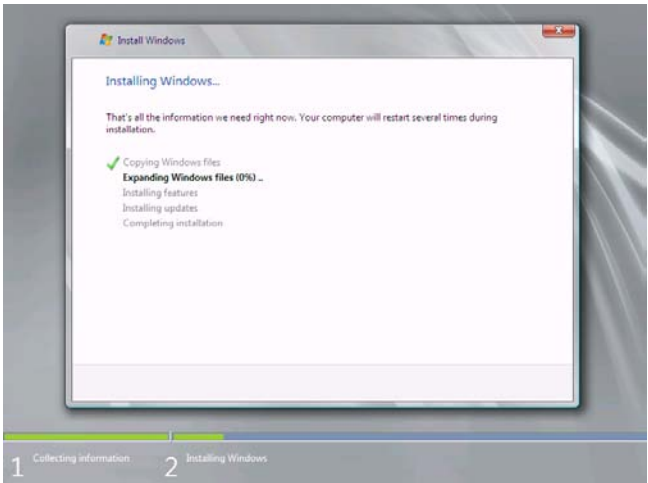 Install Windows
Installing Windows...
That's all the information we need right now. Your computer will restart several times during
installation.
Copying Windows files
Expanding Windows files (0%) ..
Installing features
Installing updates
Completing installation
1 Collecting information 2 Installing Windows